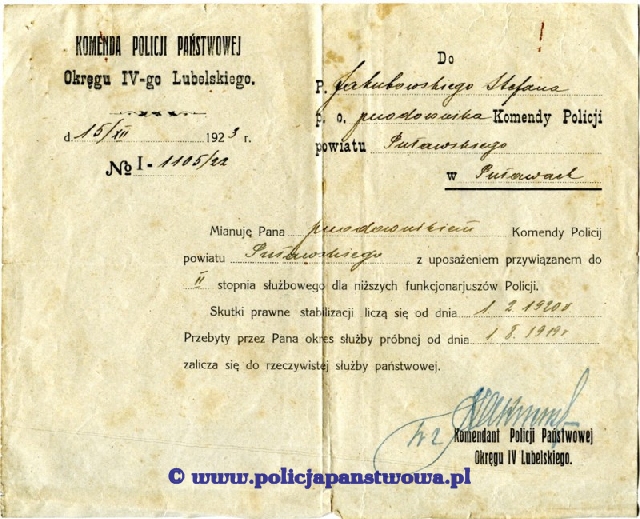 KOMENDA POLICJI PAŃSTWOWEJ
Okręgu IV-go Lubelskiego.
d. 15/XII 1923 r.
№ I - 1105/22
Do
P. Jakubowskiego Stefana
p. o. przodownika Komendy Policji
powiatu Puławskiego
w Puławach
Mianuję Pana przodownikiem Komendy Policji
powiatu Puławskiego z uposażeniem przywiązanem do
II stopnia służbowego dla niższych funkcjonarjuszów Policji.
Skutki prawne stabilizacji liczą się od dnia 1.2.1920 r
Przebyty przez Pana okres służby próbnej od dnia 1.8.1919 r
zalicza się do rzeczywistej służby państwowej.
Komendant Policji Państwowej
Okręgu IV Lubelskiego.
© www.policjapanstwowa.pl